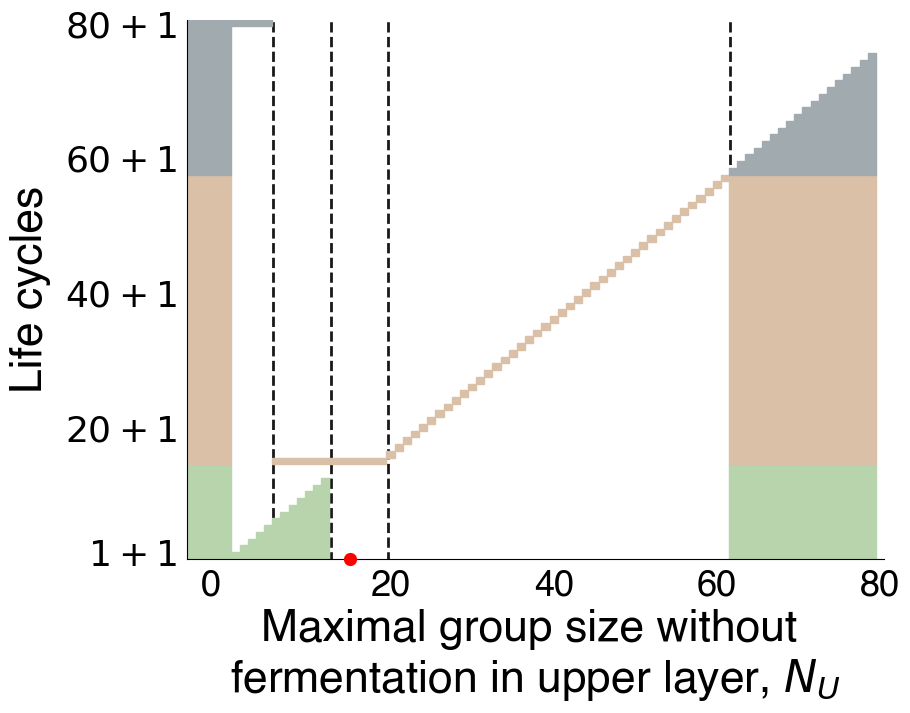 80 + 1
60 + 1
40 + 1
20 + 1
1 + 1
Life cycles
0 20 40 60 80
Maximal group size without
fermentation in upper layer, N_U